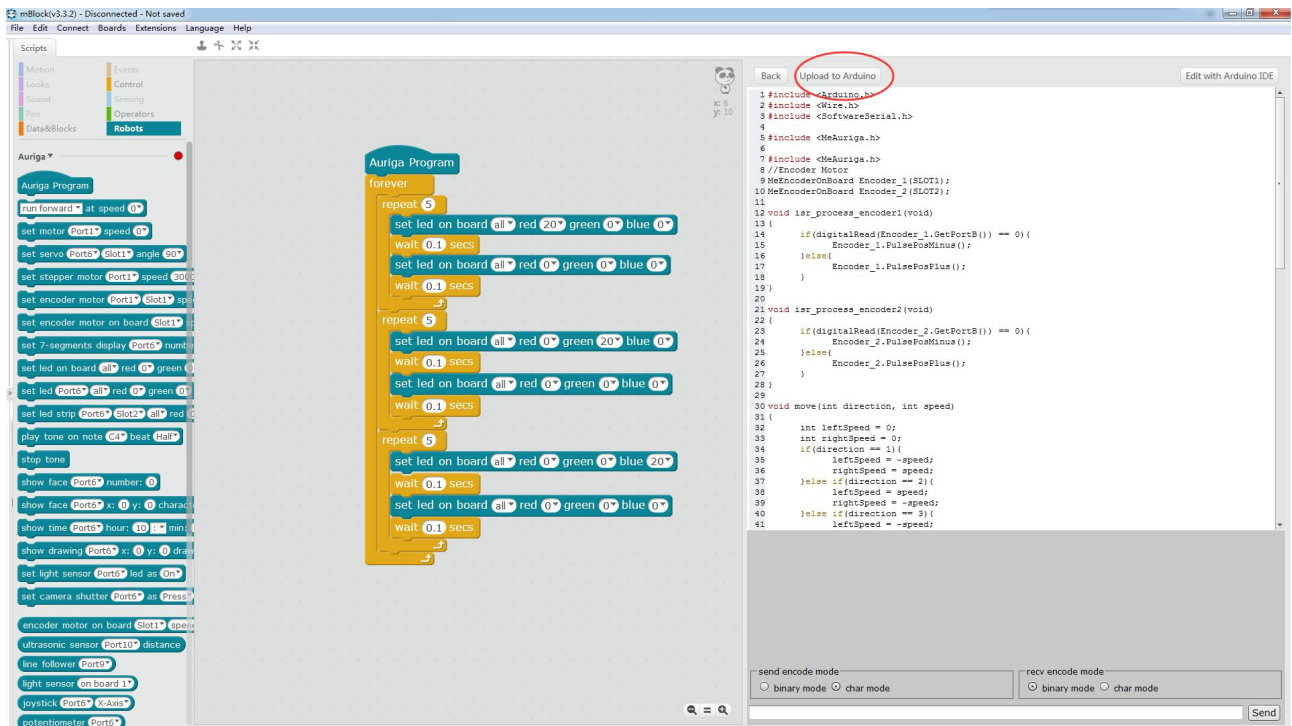 mBlock(v3.3.2) - Disconnected - Not saved
File Edit Connect Boards Extensions Language Help
Scripts
Motion Events
Looks Control
Sound Sensing
Pen Operators
Data&Blocks Robots
Auriga
Auriga Program
run forward at speed 0
set motor Port1 speed 0
set servo Port6 Slot1 angle 90
set stepper motor Port1 speed 3000
set encoder motor Port1 Slot1
set encoder motor on board Slot1
set 7-segments display Port6
set led on board all red 0 green
set led Port6 all red 0 green 0
set led strip Port6 Slot2 all red
play tone on note C4 beat Half
stop tone
show face Port6 number: 0
show face Port6 x: 0 y: 0
show time Port6 hour: 10 : min:
show drawing Port6 x: 0 y: 0
set light sensor Port6 led as On
set camera shutter Port6 as Press
encoder motor on board Slot1
ultrasonic sensor Port10 distance
line follower Port9
light sensor on board 1
joystick Port6 X-Axis
potentiometer Port6
x: 6
y: 10
Auriga Program
forever
repeat 5
set led on board all red 20 green 0 blue 0
wait 0.1 secs
set led on board all red 0 green 0 blue 0
wait 0.1 secs
repeat 5
set led on board all red 0 green 20 blue 0
wait 0.1 secs
set led on board all red 0 green 0 blue 0
wait 0.1 secs
repeat 5
set led on board all red 0 green 0 blue 20
wait 0.1 secs
set led on board all red 0 green 0 blue 0
wait 0.1 secs
Back Upload to Arduino Edit with Arduino IDE
1 #include <Arduino.h>
2 #include <Wire.h>
3 #include <SoftwareSerial.h>
4
5 #include <MeAuriga.h>
6
7 #include <MeAuriga.h>
8 //Encoder Motor
9 MeEncoderOnBoard Encoder_1(SLOT1);
10 MeEncoderOnBoard Encoder_2(SLOT2);
11
12 void isr_process_encoder1(void)
13 {
14 if(digitalRead(Encoder_1.GetPortB()) == 0){
15 Encoder_1.PulsePosMinus();
16 }else{
17 Encoder_1.PulsePosPlus();
18 }
19 }
20
21 void isr_process_encoder2(void)
22 {
23 if(digitalRead(Encoder_2.GetPortB()) == 0){
24 Encoder_2.PulsePosMinus();
25 }else{
26 Encoder_2.PulsePosPlus();
27 }
28 }
29
30 void move(int direction, int speed)
31 {
32 int leftSpeed = 0;
33 int rightSpeed = 0;
34 if(direction == 1){
35 leftSpeed = -speed;
36 rightSpeed = speed;
37 }else if(direction == 2){
38 leftSpeed = speed;
39 rightSpeed = -speed;
40 }else if(direction == 3){
41 leftSpeed = -speed;
send encode mode recv encode mode
binary mode char mode binary mode char mode
Send